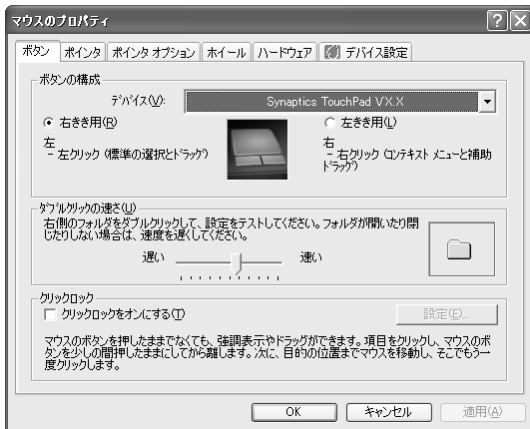 マウスのプロパティ
ボタン ポインタ ポインタ オプション ホイール ハードウェア デバイス設定
ボタンの構成
デバイス(V): Synaptics TouchPad VX.X
右きき用(R) 左きき用(L)
左 右
- 左クリック (標準の選択とドラッグ) - 右クリック (コンテキスト メニューと補助
ドラッグ)
ダブルクリックの速さ(U)
右側のフォルダをダブルクリックして、設定をテストしてください。フォルダが開いたり閉
じたりしない場合は、速度を遅くしてください。
遅い 速い
クリックロック
クリックロックをオンにする(T) 設定(E)...
マウスのボタンを押したままでなくても、強調表示やドラッグができます。項目をクリックし、マウスのボ
タンを少しの間押したままにしてから離します。次に、目的の位置までマウスを移動し、そこでもう一
度クリックします。
OK キャンセル 適用(A)